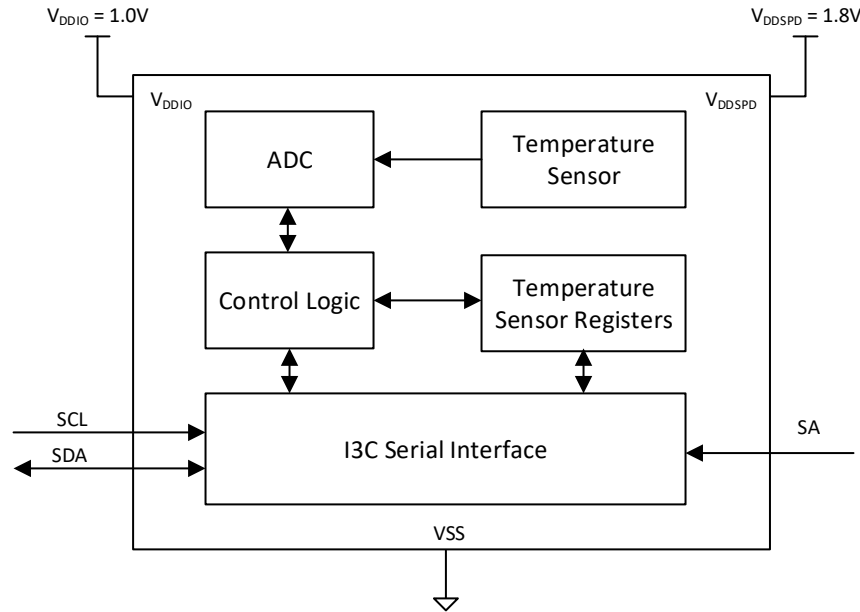 VDDIO = 1.0V
VDDSPD = 1.8V
VDDIO
VDDSPD
ADC
Temperature
Sensor
Control Logic
Temperature
Sensor Registers
SCL
SDA
I3C Serial Interface
SA
VSS